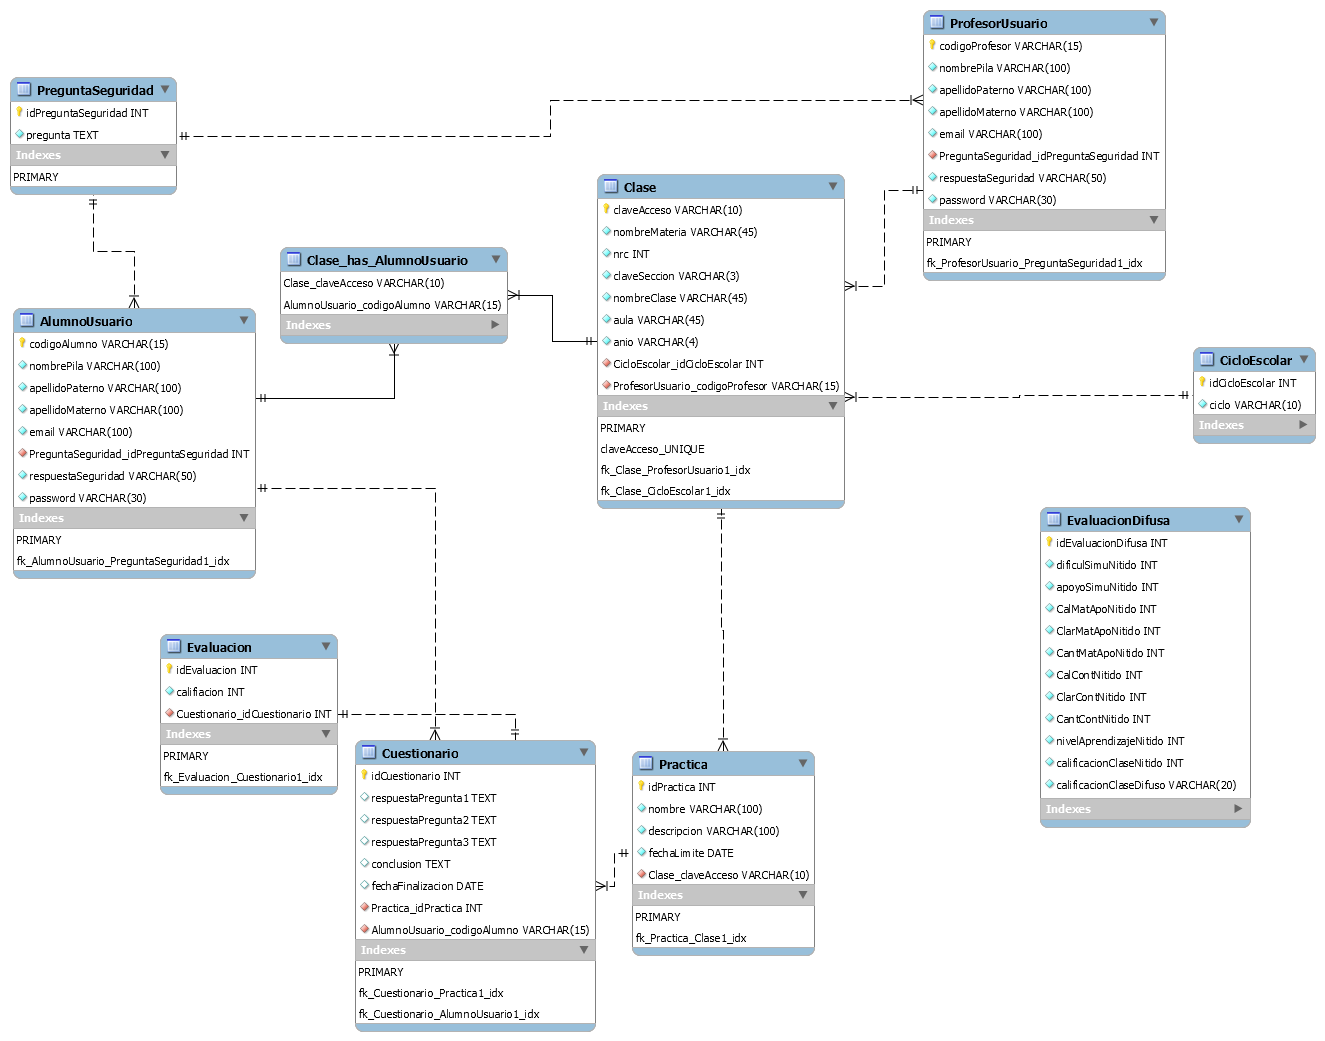 PreguntaSeguridad
idPreguntaSeguridad INT
pregunta TEXT
Indexes
PRIMARY
AlumnoUsuario
codigoAlumno VARCHAR(15)
nombrePila VARCHAR(100)
apellidoPaterno VARCHAR(100)
apellidoMaterno VARCHAR(100)
email VARCHAR(100)
PreguntaSeguridad_idPreguntaSeguridad INT
respuestaSeguridad VARCHAR(50)
password VARCHAR(30)
Indexes
PRIMARY
fk_AlumnoUsuario_PreguntaSeguridad1_idx
Clase_has_AlumnoUsuario
Clase_claveAcceso VARCHAR(10)
AlumnoUsuario_codigoAlumno VARCHAR(15)
Indexes
Clase
claveAcceso VARCHAR(10)
nombreMateria VARCHAR(45)
nrc INT
claveSeccion VARCHAR(3)
nombreClase VARCHAR(45)
aula VARCHAR(45)
anio VARCHAR(4)
CicloEscolar_idCicloEscolar INT
ProfesorUsuario_codigoProfesor VARCHAR(15)
Indexes
PRIMARY
claveAcceso_UNIQUE
fk_Clase_ProfesorUsuario1_idx
fk_Clase_CicloEscolar1_idx
ProfesorUsuario
codigoProfesor VARCHAR(15)
nombrePila VARCHAR(100)
apellidoPaterno VARCHAR(100)
apellidoMaterno VARCHAR(100)
email VARCHAR(100)
PreguntaSeguridad_idPreguntaSeguridad INT
respuestaSeguridad VARCHAR(50)
password VARCHAR(30)
Indexes
PRIMARY
fk_ProfesorUsuario_PreguntaSeguridad1_idx
CicloEscolar
idCicloEscolar INT
ciclo VARCHAR(10)
Indexes
EvaluacionDifusa
idEvaluacionDifusa INT
dificulSimuNitido INT
apoyoSimuNitido INT
CalMatApoNitido INT
ClarMatApoNitido INT
CantMatApoNitido INT
CalContNitido INT
ClarContNitido INT
CantContNitido INT
nivelAprendizajeNitido INT
calificacionClaseNitido INT
calificacionClaseDifuso VARCHAR(20)
Indexes
Evaluacion
idEvaluacion INT
califiacion INT
Cuestionario_idCuestionario INT
Indexes
PRIMARY
fk_Evaluacion_Cuestionario1_idx
Cuestionario
idCuestionario INT
respuestaPregunta1 TEXT
respuestaPregunta2 TEXT
respuestaPregunta3 TEXT
conclusion TEXT
fechaFinalizacion DATE
Practica_idPractica INT
AlumnoUsuario_codigoAlumno VARCHAR(15)
Indexes
PRIMARY
fk_Cuestionario_Practica1_idx
fk_Cuestionario_AlumnoUsuario1_idx
Practica
idPractica INT
nombre VARCHAR(100)
descripcion VARCHAR(100)
fechaLimite DATE
Clase_claveAcceso VARCHAR(10)
Indexes
PRIMARY
fk_Practica_Clase1_idx